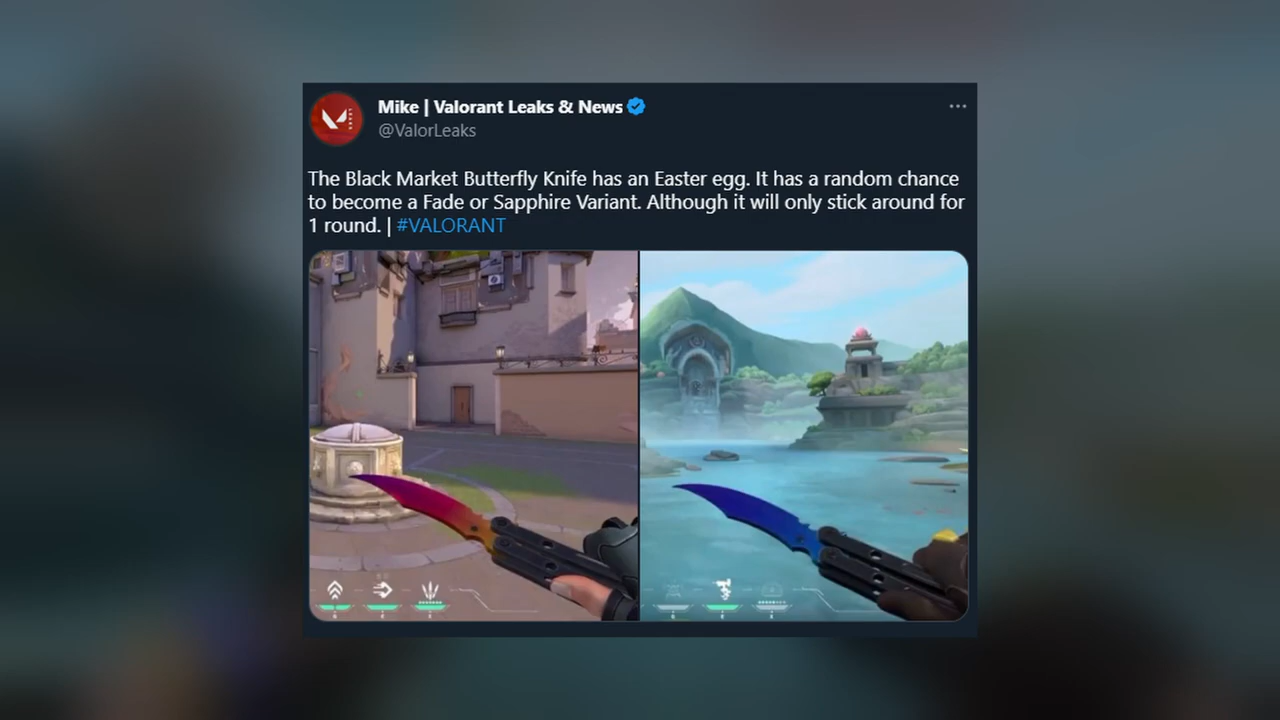 Mike | Valorant Leaks & News
@ValorLeaks
The Black Market Butterfly Knife has an Easter egg. It has a random chance
to become a Fade or Sapphire Variant. Although it will only stick around for
1 round. | #VALORANT